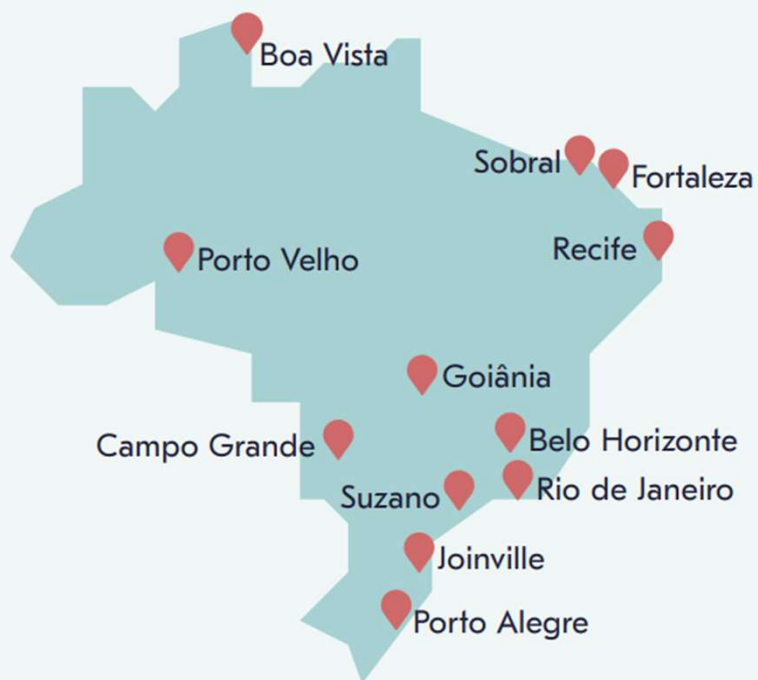 Boa Vista
Sobral
Fortaleza
Recife
Porto Velho
Goiânia
Belo Horizonte
Campo Grande
Rio de Janeiro
Suzano
Joinville
Porto Alegre